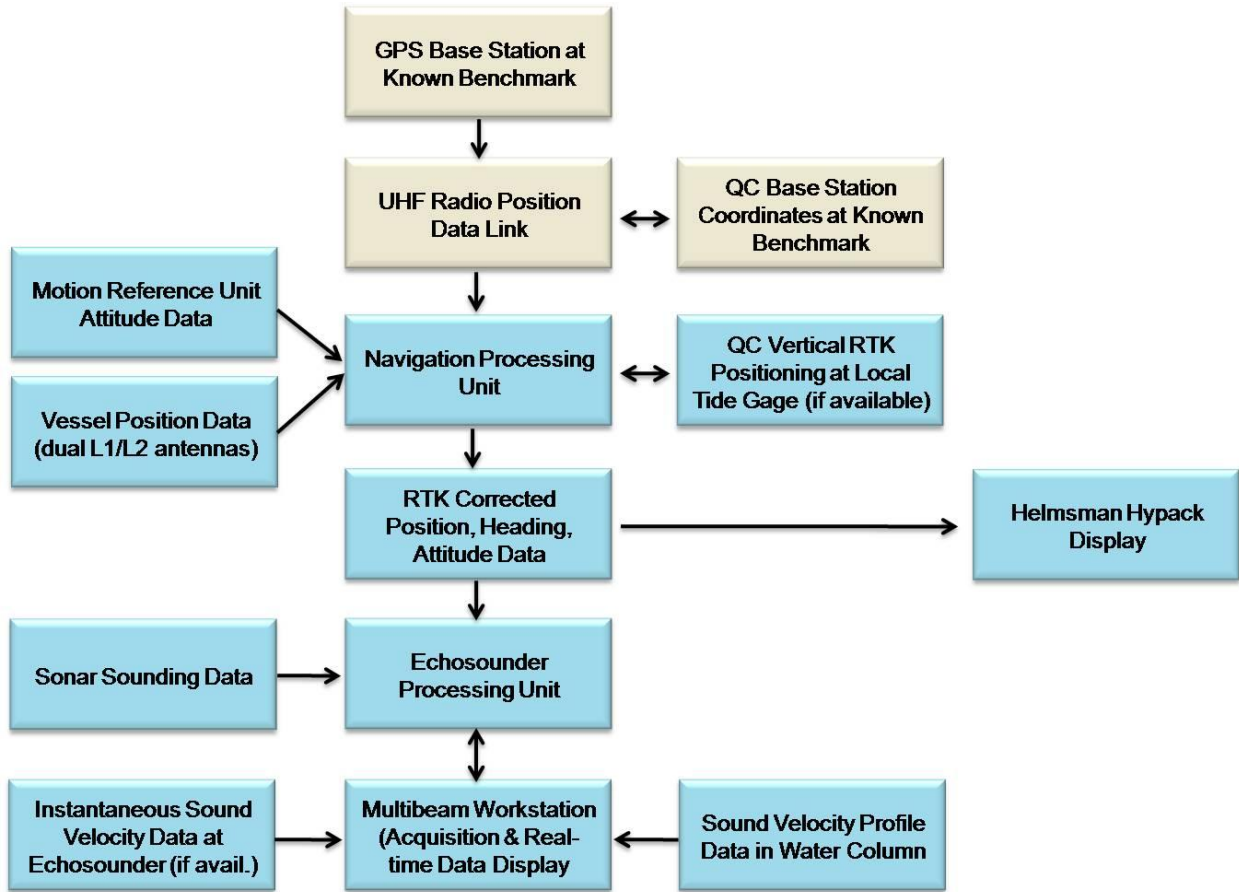 GPS Base Station at
Known Benchmark
UHF Radio Position
Data Link
QC Base Station
Coordinates at Known
Benchmark
Motion Reference Unit
Attitude Data
Navigation Processing
Unit
QC Vertical RTK
Positioning at Local
Tide Gage (if available)
Vessel Position Data
(dual L1/L2 antennas)
RTK Corrected
Position, Heading,
Attitude Data
Helmsman Hypack
Display
Sonar Sounding Data
Echosounder
Processing Unit
Instantaneous Sound
Velocity Data at
Echosounder (if avail.)
Multibeam Workstation
(Acquisition & Real-
time Data Display
Sound Velocity Profile
Data in Water Column